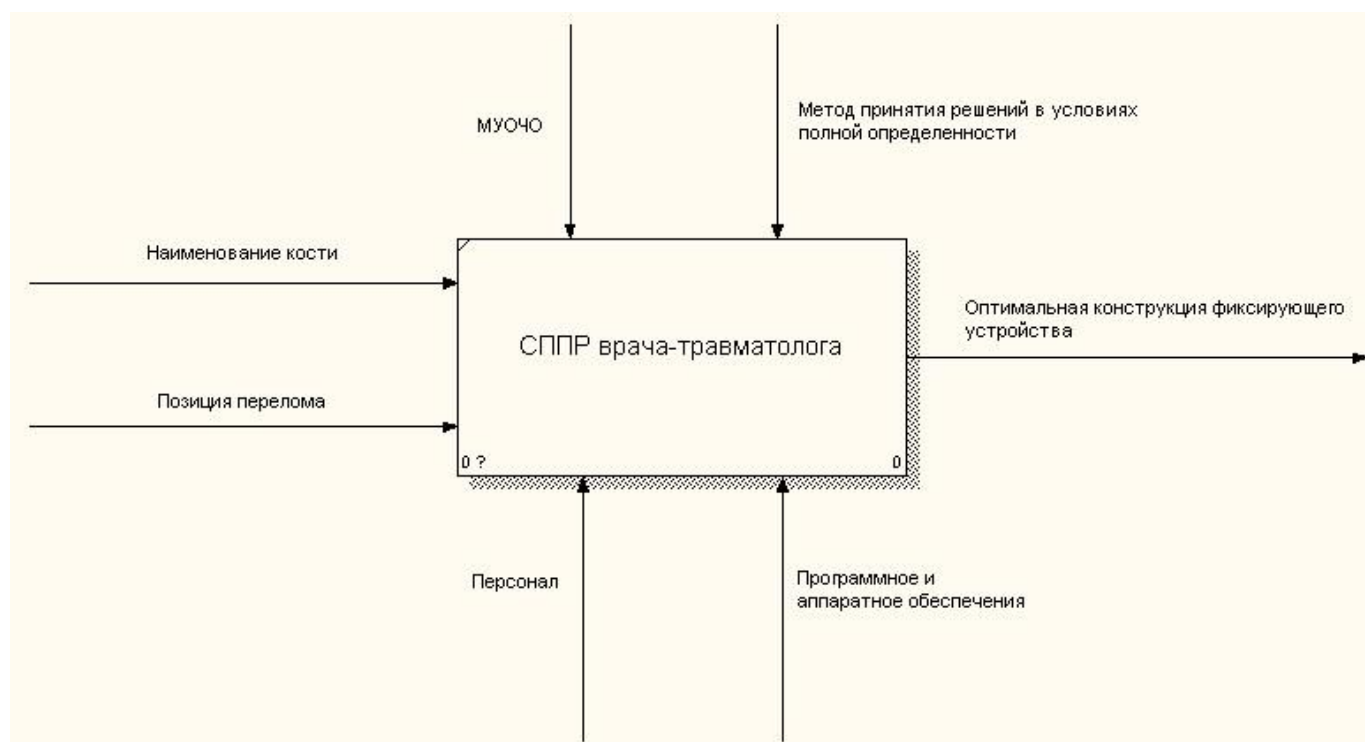 МУОЧО
Метод принятия решений в условиях
полной определенности
Наименование кости
Оптимальная конструкция фиксирующего
устройства
СППР врача-травматолога
Позиция перелома
0 ?
0
Персонал
Программное и
аппаратное обеспечения